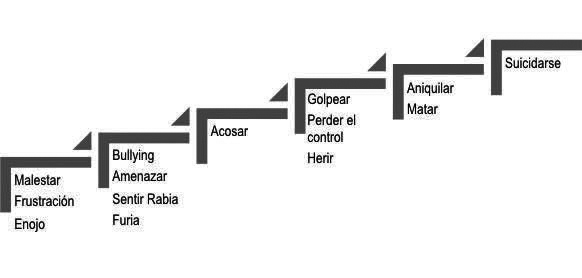 Malestar
Frustración
Enojo
Bullying
Amenazar
Sentir Rabia
Furia
Acosar
Golpear
Perder el
control
Herir
Aniquilar
Matar
Suicidarse